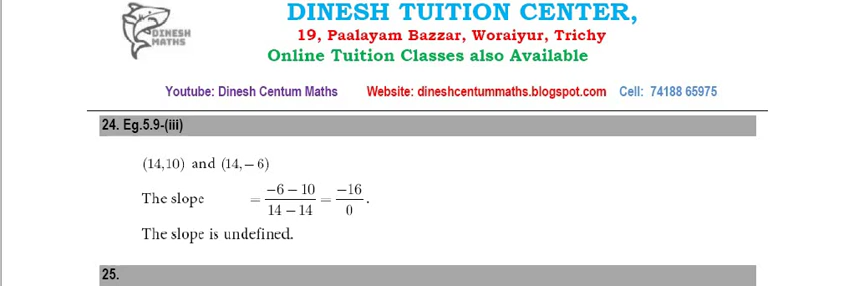 DINESH MATHS
DINESH TUITION CENTER,
19, Paalayam Bazzar, Woraiyur, Trichy
Online Tuition Classes also Available
Youtube: Dinesh Centum Maths Website: dineshcentummaths.blogspot.com Cell: 74188 65975
24. Eg.5.9-(iii)
(14,10) and (14,– 6)
The slope = (−6 − 10)/(14 − 14) = −16/0 .
The slope is undefined.
25.